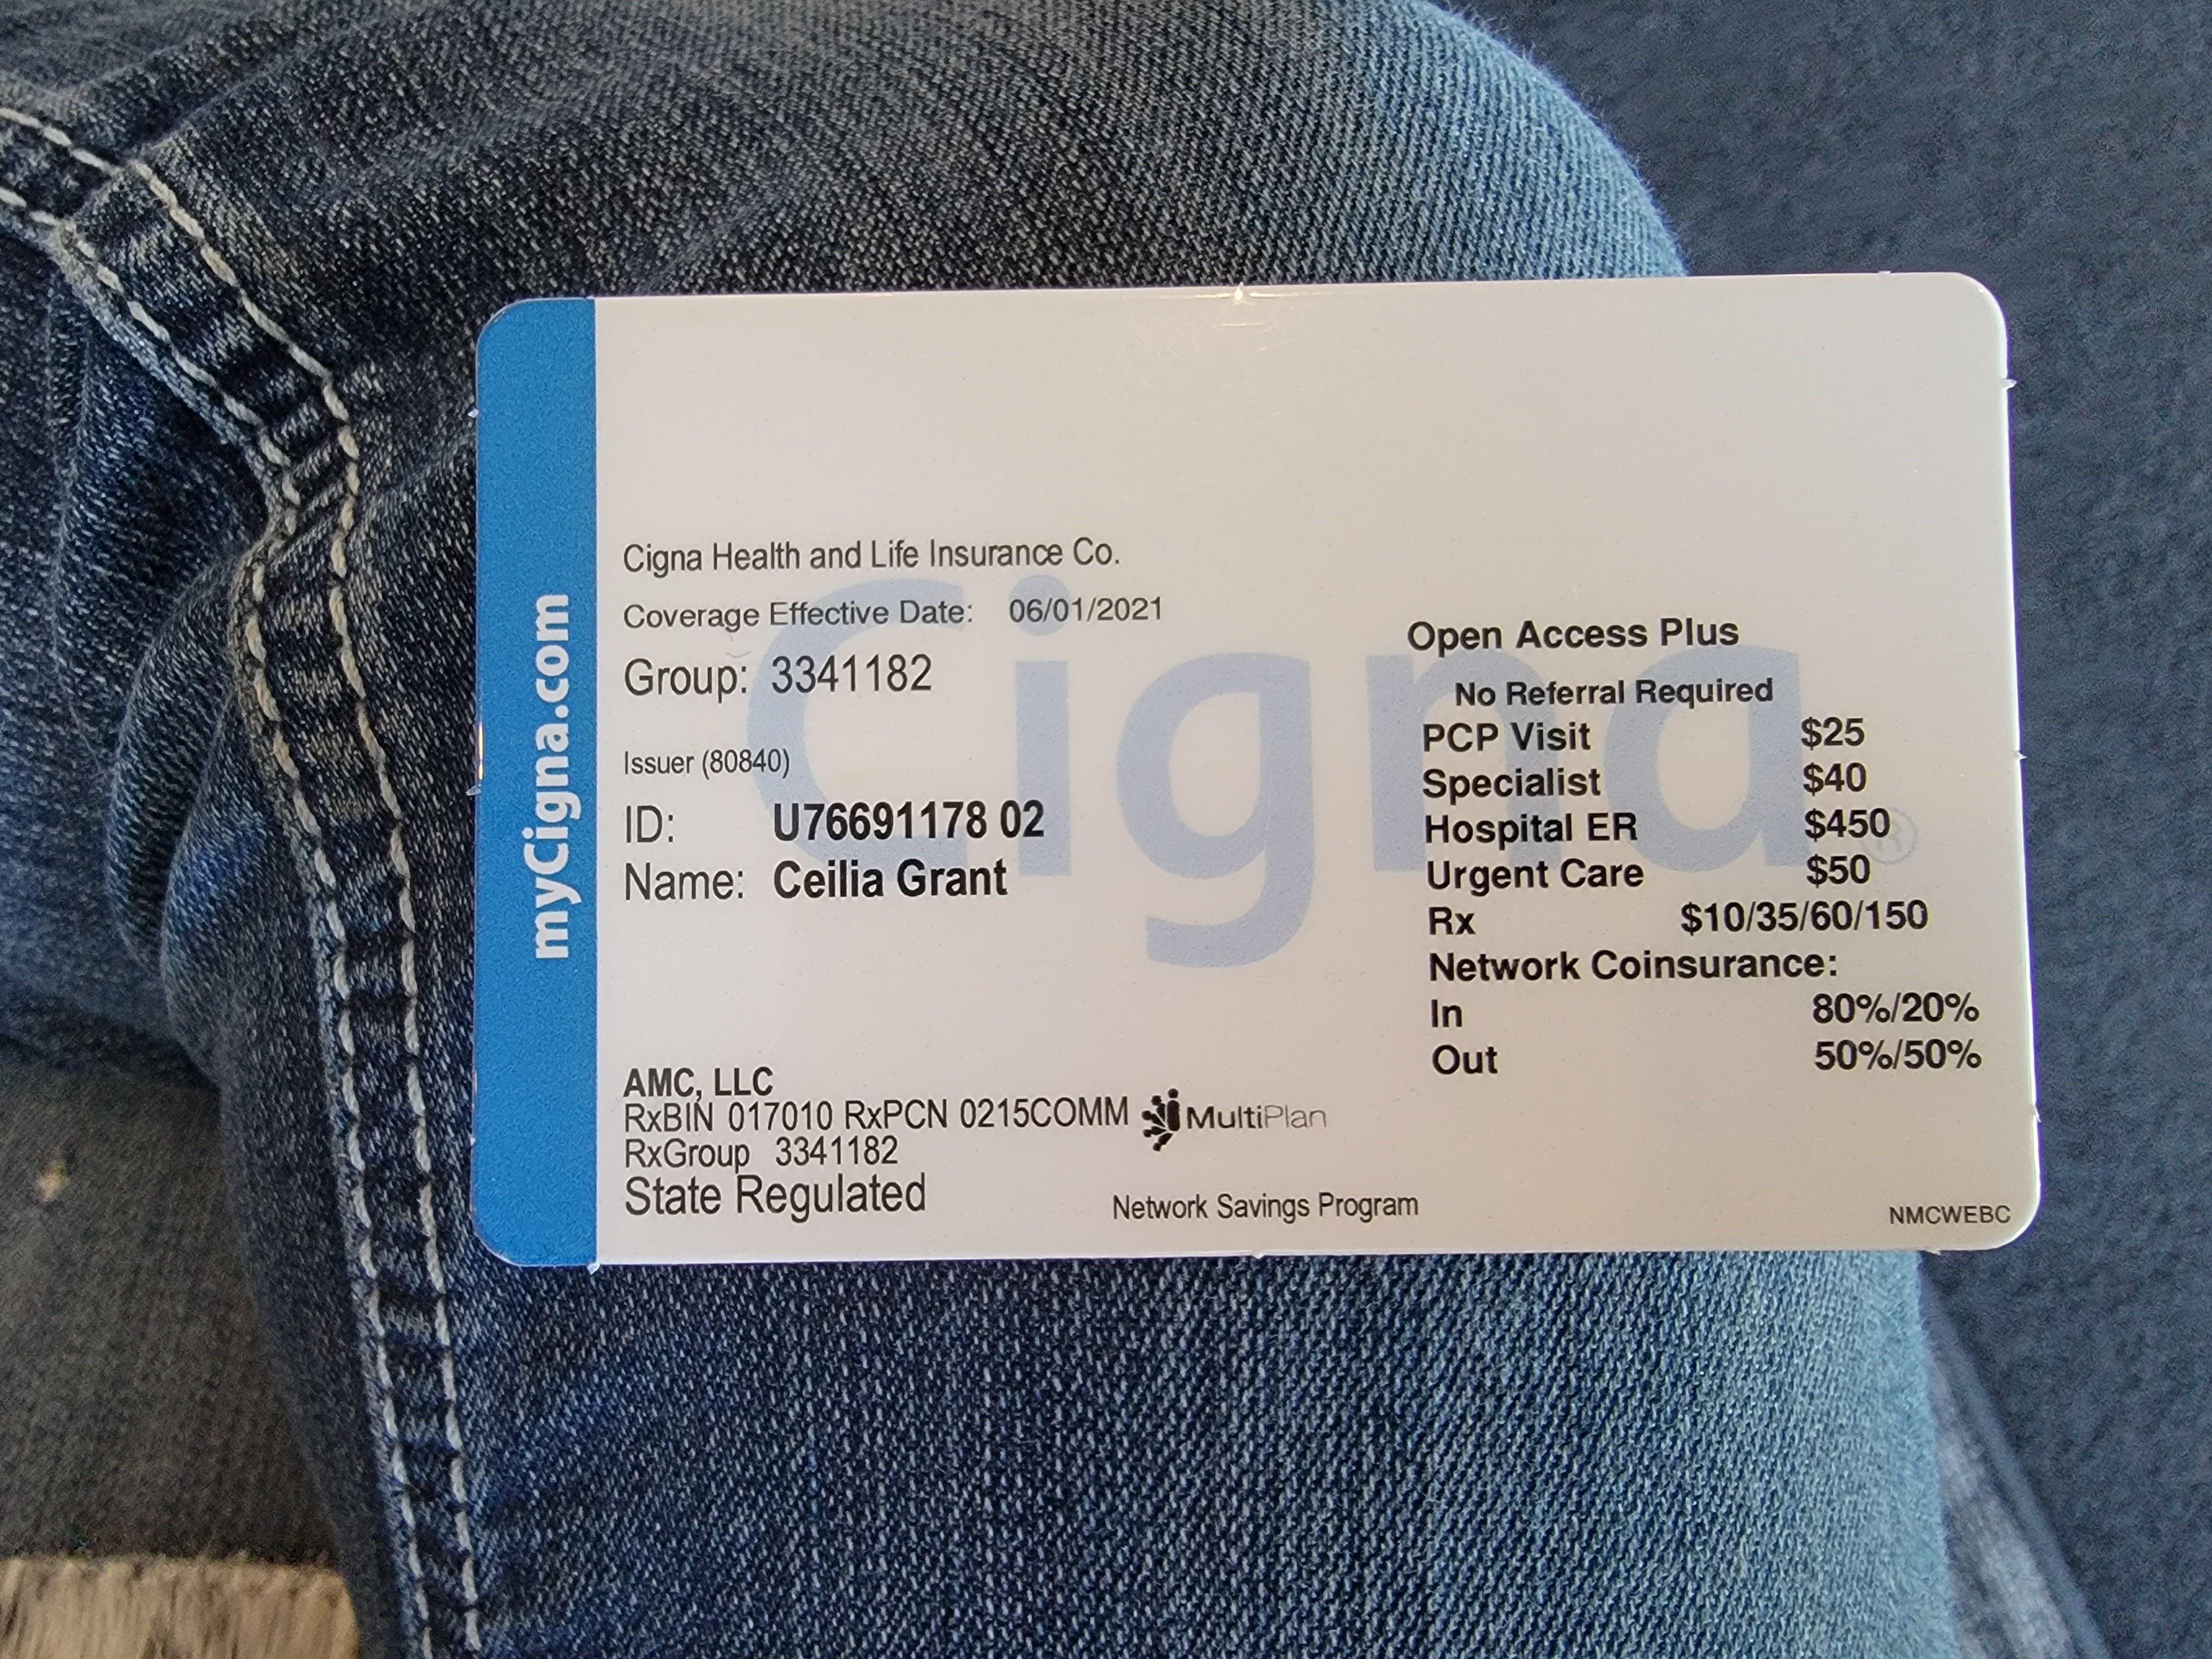 myCigna.com
Cigna®
Cigna Health and Life Insurance Co.
Coverage Effective Date: 06/01/2021
Group: 3341182
Issuer (80840)
ID: U76691178 02
Name: Ceilia Grant
AMC, LLC
RxBIN 017010 RxPCN 0215COMM MultiPlan
RxGroup 3341182
State Regulated
Network Savings Program
Open Access Plus
No Referral Required
PCP Visit $25
Specialist $40
Hospital ER $450
Urgent Care $50
Rx $10/35/60/150
Network Coinsurance:
In 80%/20%
Out 50%/50%
NMCWEBC